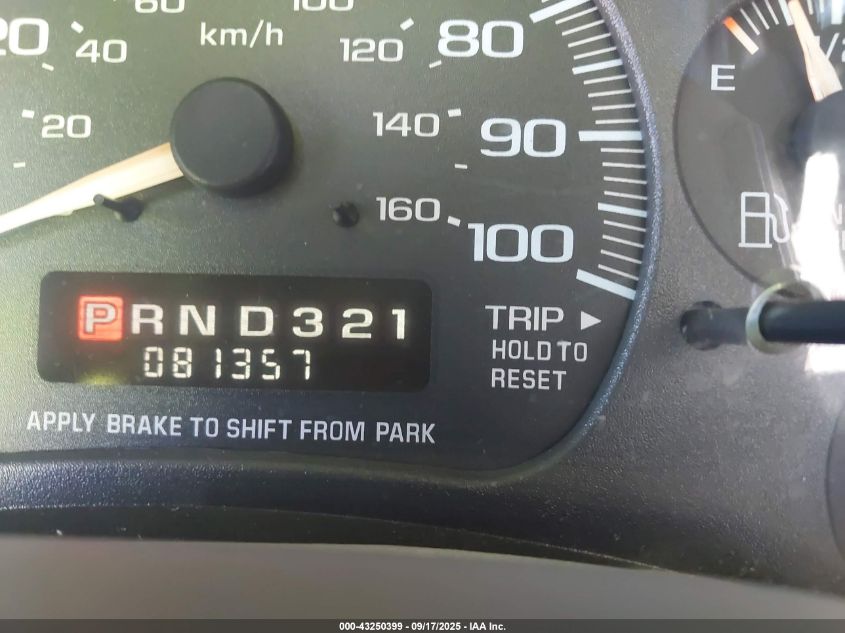 60 100
20 40 km/h 120 80
E
20 140 90
160 100
PRND321
081357
TRIP ►
HOLD TO
RESET
APPLY BRAKE TO SHIFT FROM PARK
000-43250399 - 09/17/2025 - IAA Inc.